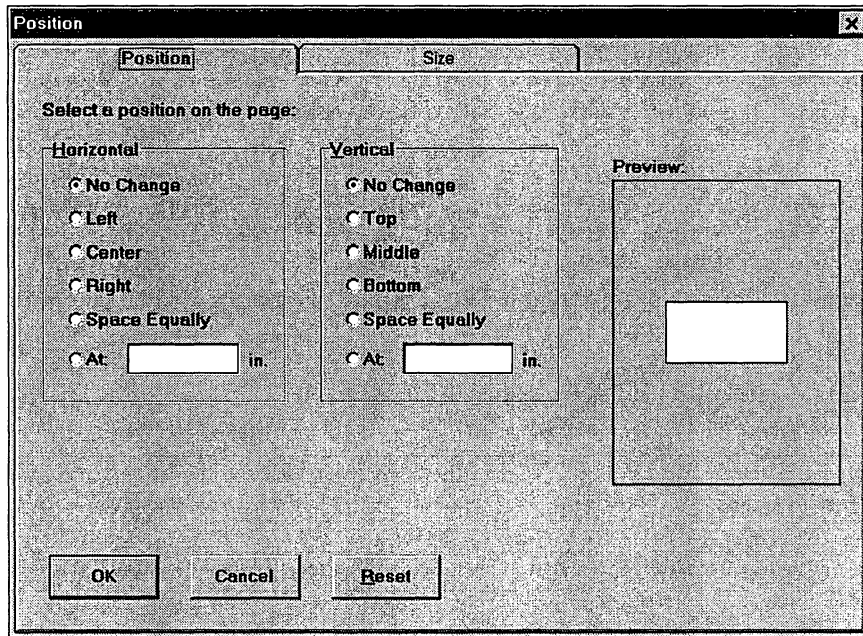 Position
Position
Size
Select a position on the page:
Horizontal
No Change
Left
Center
Right
Space Equally
At:
in.
Vertical
No Change
Top
Middle
Bottom
Space Equally
At:
in.
Preview:
OK
Cancel
Reset